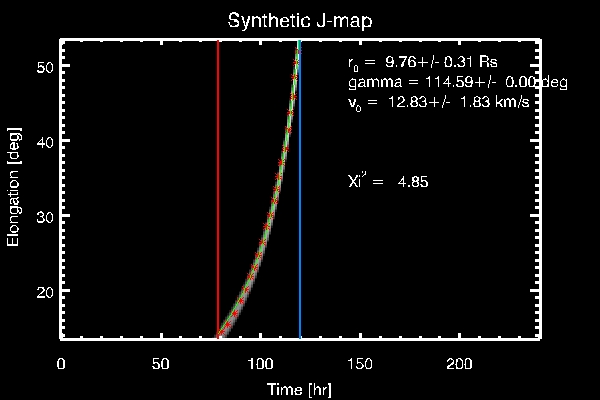 Synthetic J-map
r₀ = 9.76+/- 0.31 Rs
gamma = 114.59+/- 0.00 deg
v₀ = 12.83+/- 1.83 km/s
Xi² = 4.85
Elongation [deg]
50
40
30
20
0 50 100 150 200
Time [hr]